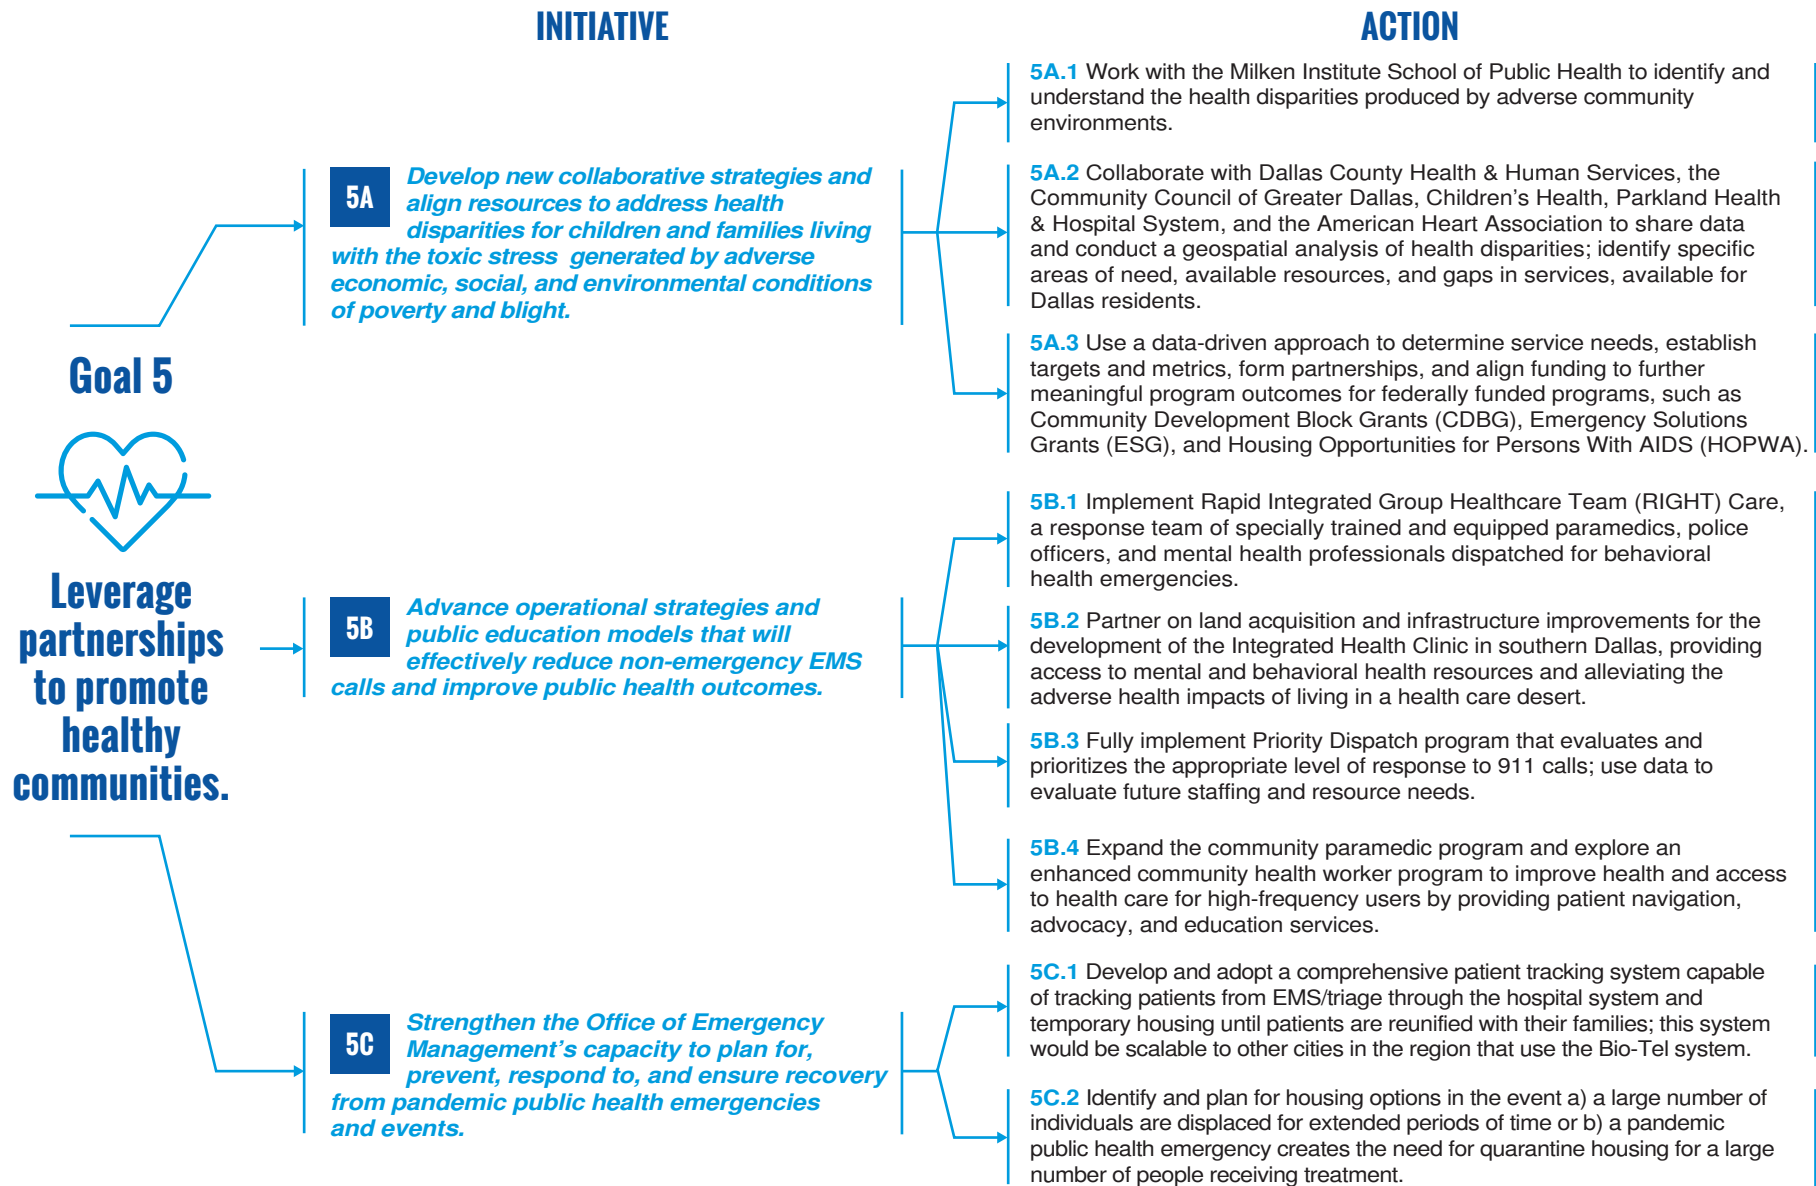 INITIATIVE
ACTION
Goal 5
Leverage
partnerships
to promote
healthy
communities.
5A
Develop new collaborative strategies and
align resources to address health
disparities for children and families living
with the toxic stress generated by adverse
economic, social, and environmental conditions
of poverty and blight.
5A.1 Work with the Milken Institute School of Public Health to identify and
understand the health disparities produced by adverse community
environments.
5A.2 Collaborate with Dallas County Health & Human Services, the
Community Council of Greater Dallas, Children’s Health, Parkland Health
& Hospital System, and the American Heart Association to share data
and conduct a geospatial analysis of health disparities; identify specific
areas of need, available resources, and gaps in services, available for
Dallas residents.
5A.3 Use a data-driven approach to determine service needs, establish
targets and metrics, form partnerships, and align funding to further
meaningful program outcomes for federally funded programs, such as
Community Development Block Grants (CDBG), Emergency Solutions
Grants (ESG), and Housing Opportunities for Persons With AIDS (HOPWA).
5B
Advance operational strategies and
public education models that will
effectively reduce non-emergency EMS
calls and improve public health outcomes.
5B.1 Implement Rapid Integrated Group Healthcare Team (RIGHT) Care,
a response team of specially trained and equipped paramedics, police
officers, and mental health professionals dispatched for behavioral
health emergencies.
5B.2 Partner on land acquisition and infrastructure improvements for the
development of the Integrated Health Clinic in southern Dallas, providing
access to mental and behavioral health resources and alleviating the
adverse health impacts of living in a health care desert.
5B.3 Fully implement Priority Dispatch program that evaluates and
prioritizes the appropriate level of response to 911 calls; use data to
evaluate future staffing and resource needs.
5B.4 Expand the community paramedic program and explore an
enhanced community health worker program to improve health and access
to health care for high-frequency users by providing patient navigation,
advocacy, and education services.
5C
Strengthen the Office of Emergency
Management’s capacity to plan for,
prevent, respond to, and ensure recovery
from pandemic public health emergencies
and events.
5C.1 Develop and adopt a comprehensive patient tracking system capable
of tracking patients from EMS/triage through the hospital system and
temporary housing until patients are reunified with their families; this system
would be scalable to other cities in the region that use the Bio-Tel system.
5C.2 Identify and plan for housing options in the event a) a large number of
individuals are displaced for extended periods of time or b) a pandemic
public health emergency creates the need for quarantine housing for a large
number of people receiving treatment.